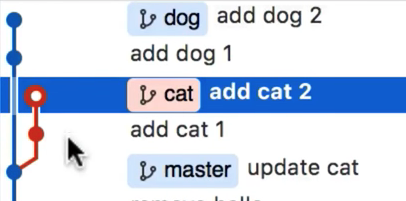 dog add dog 2
add dog 1
cat add cat 2
add cat 1
master update cat